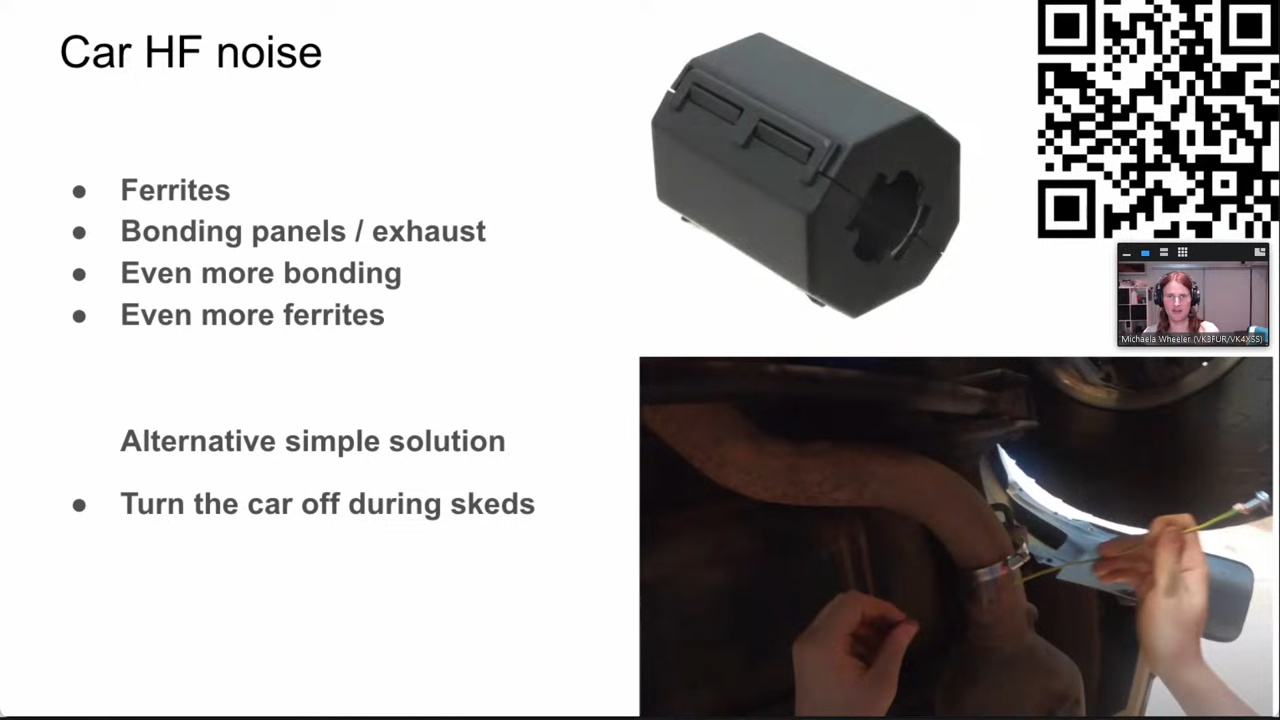 Car HF noise
● Ferrites
● Bonding panels / exhaust
● Even more bonding
● Even more ferrites
Alternative simple solution
● Turn the car off during skeds
Michaela Wheeler (VK3FUR/VK4XSS)